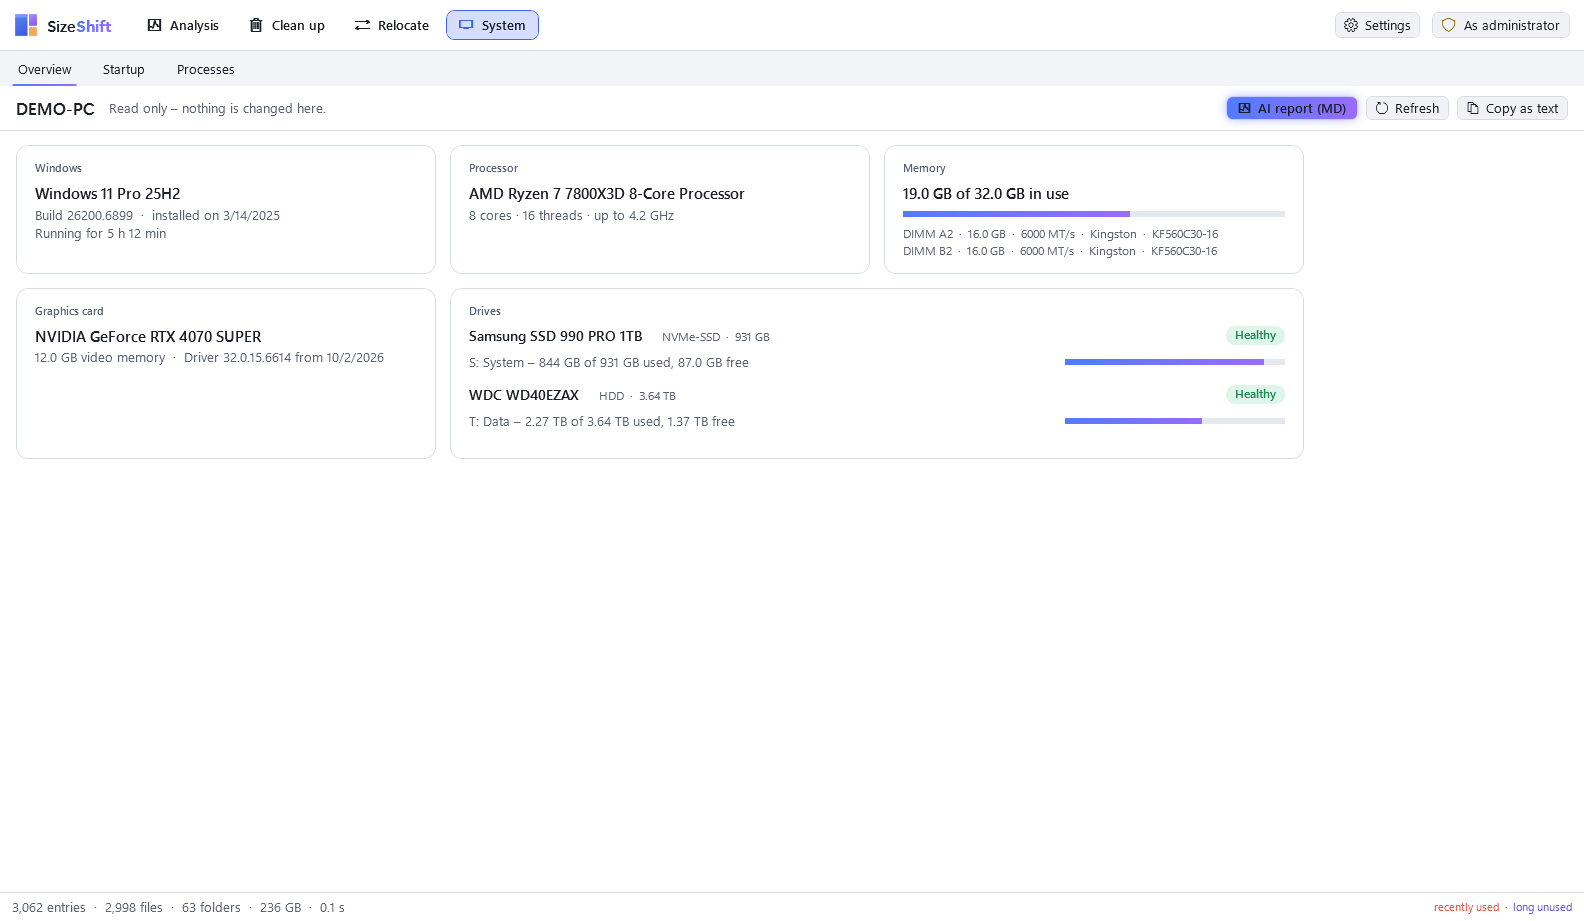 SizeShift
Analysis
Clean up
Relocate
System
Settings
As administrator
Overview
Startup
Processes
DEMO-PC
Read only – nothing is changed here.
AI report (MD)
Refresh
Copy as text
Windows
Windows 11 Pro 25H2
Build 26200.6899 · installed on 3/14/2025
Running for 5 h 12 min
Processor
AMD Ryzen 7 7800X3D 8-Core Processor
8 cores · 16 threads · up to 4.2 GHz
Memory
19.0 GB of 32.0 GB in use
DIMM A2 · 16.0 GB · 6000 MT/s · Kingston · KF560C30-16
DIMM B2 · 16.0 GB · 6000 MT/s · Kingston · KF560C30-16
Graphics card
NVIDIA GeForce RTX 4070 SUPER
12.0 GB video memory · Driver 32.0.15.6614 from 10/2/2026
Drives
Samsung SSD 990 PRO 1TB NVMe-SSD · 931 GB
Healthy
S: System – 844 GB of 931 GB used, 87.0 GB free
WDC WD40EZAX HDD · 3.64 TB
Healthy
T: Data – 2.27 TB of 3.64 TB used, 1.37 TB free
3,062 entries · 2,998 files · 63 folders · 236 GB · 0.1 s
recently used · long unused